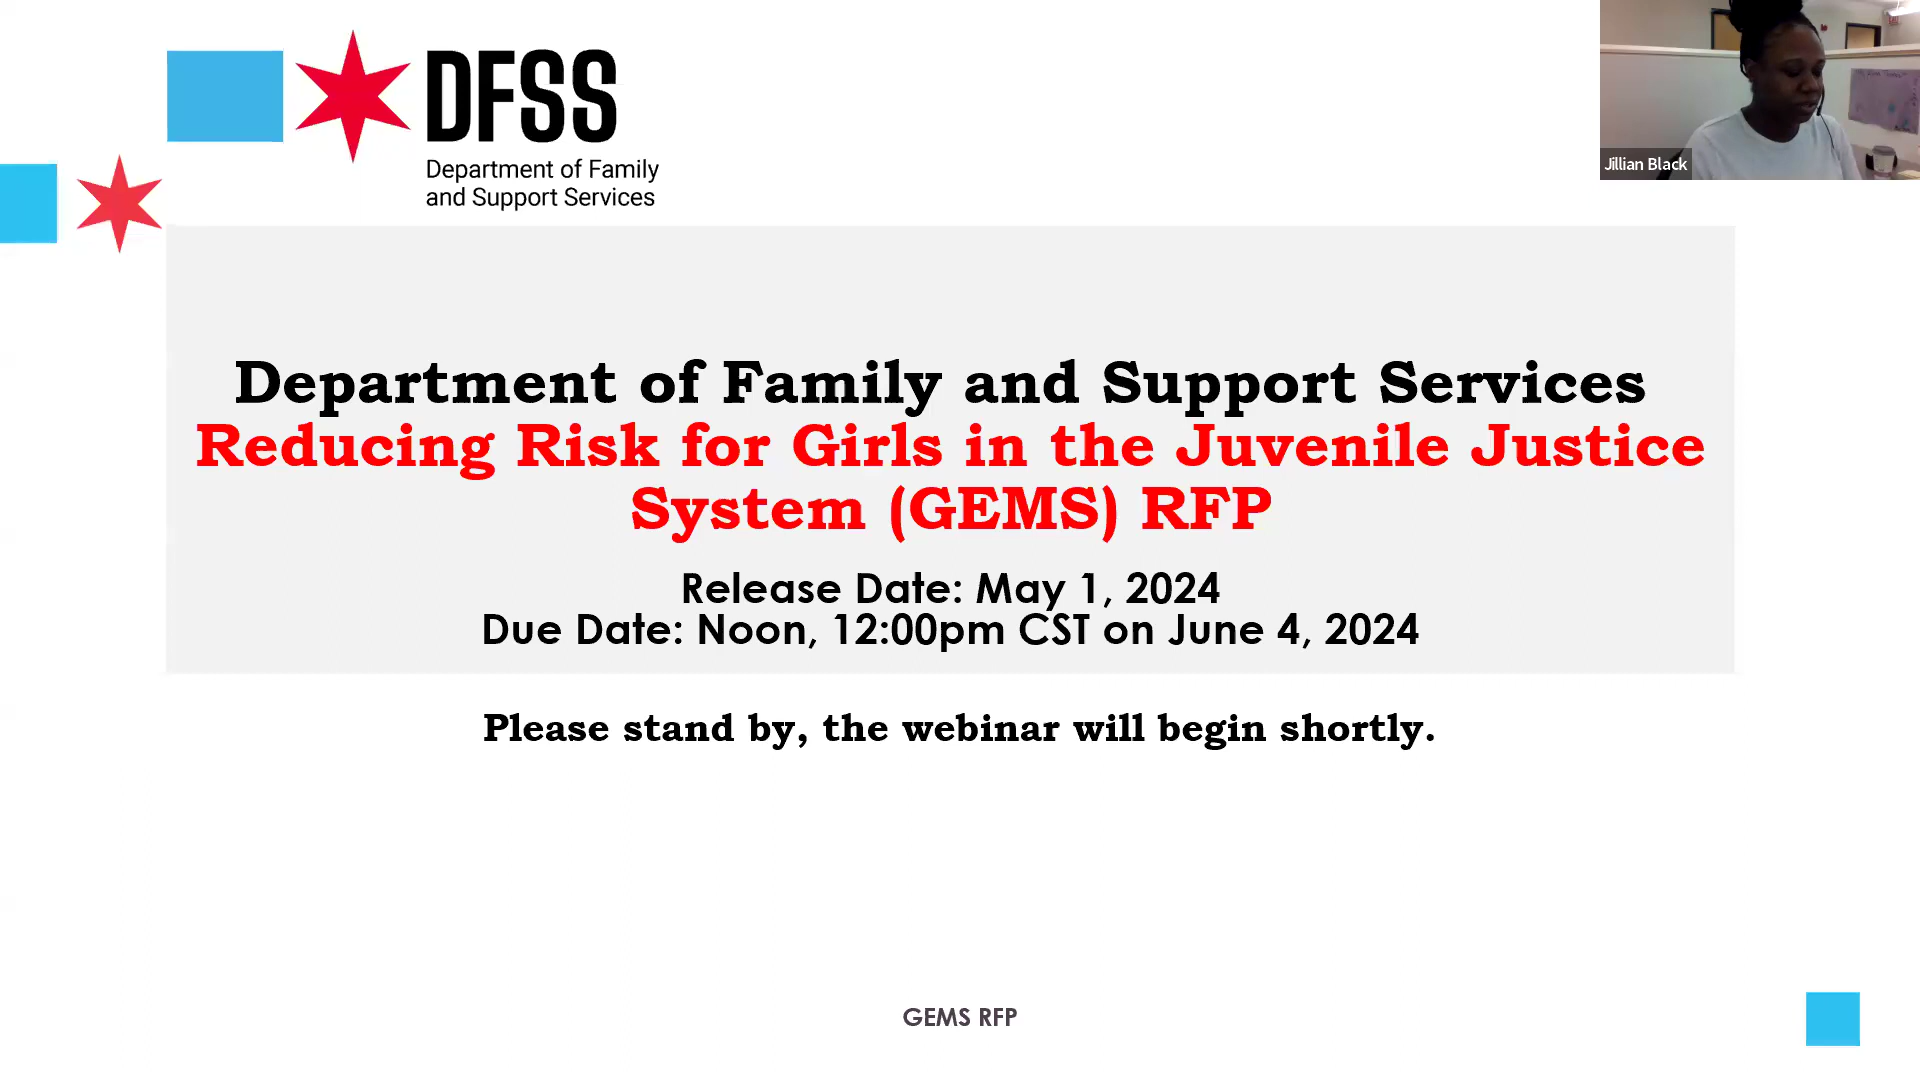 DFSS
Department of Family
and Support Services
Jillian Black
Department of Family and Support Services
Reducing Risk for Girls in the Juvenile Justice
System (GEMS) RFP
Release Date: May 1, 2024
Due Date: Noon, 12:00pm CST on June 4, 2024
Please stand by, the webinar will begin shortly.
GEMS RFP